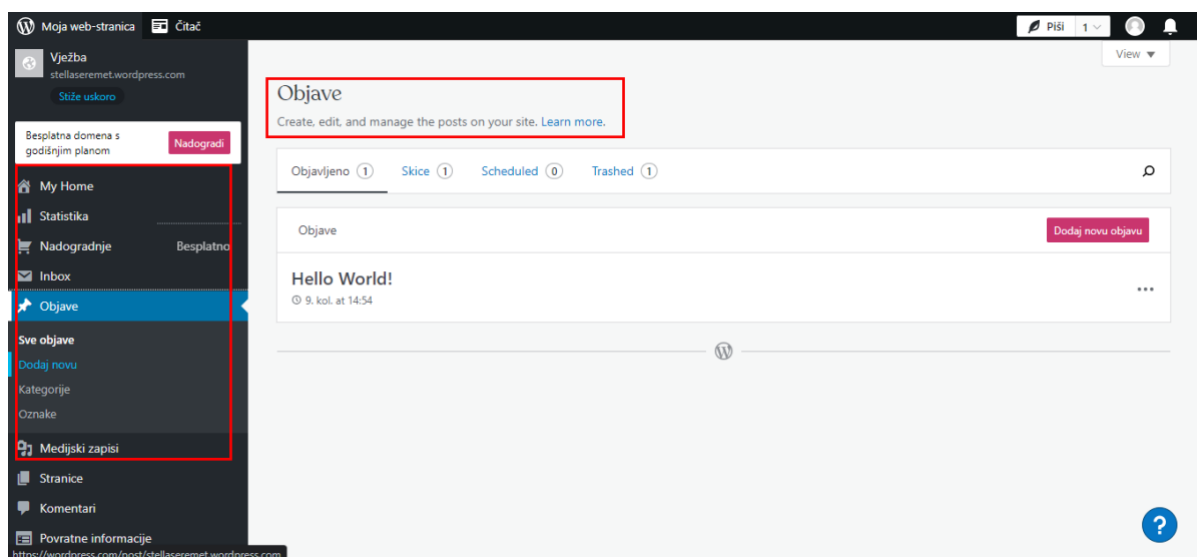 Moja web-stranica Čitač Piši 1
Vježba
stellaseremet.wordpress.com
Stiže uskoro
Besplatna domena s
godišnjim planom
Nadogradi
My Home
Statistika
Nadogradnje Besplatno
Inbox
Objave
Sve objave
Dodaj novu
Kategorije
Oznake
Medijski zapisi
Stranice
Komentari
Povratne informacije
https://wordpress.com/post/stellaseremet.wordpress.com
View
Objave
Create, edit, and manage the posts on your site. Learn more.
Objavljeno 1 Skice 1 Scheduled 0 Trashed 1
Objave Dodaj novu objavu
Hello World!
9. kol. at 14:54
?